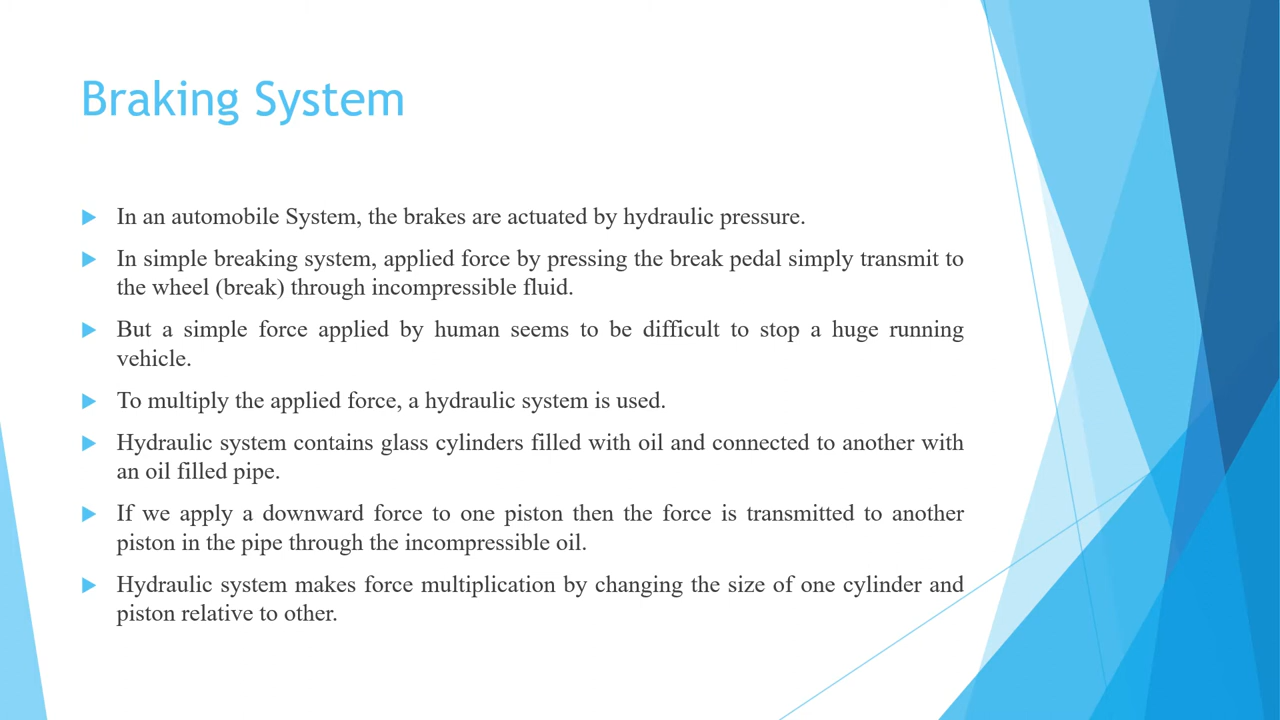 Braking System
In an automobile System, the brakes are actuated by hydraulic pressure.
In simple breaking system, applied force by pressing the break pedal simply transmit to
the wheel (break) through incompressible fluid.
But a simple force applied by human seems to be difficult to stop a huge running
vehicle.
To multiply the applied force, a hydraulic system is used.
Hydraulic system contains glass cylinders filled with oil and connected to another with
an oil filled pipe.
If we apply a downward force to one piston then the force is transmitted to another
piston in the pipe through the incompressible oil.
Hydraulic system makes force multiplication by changing the size of one cylinder and
piston relative to other.